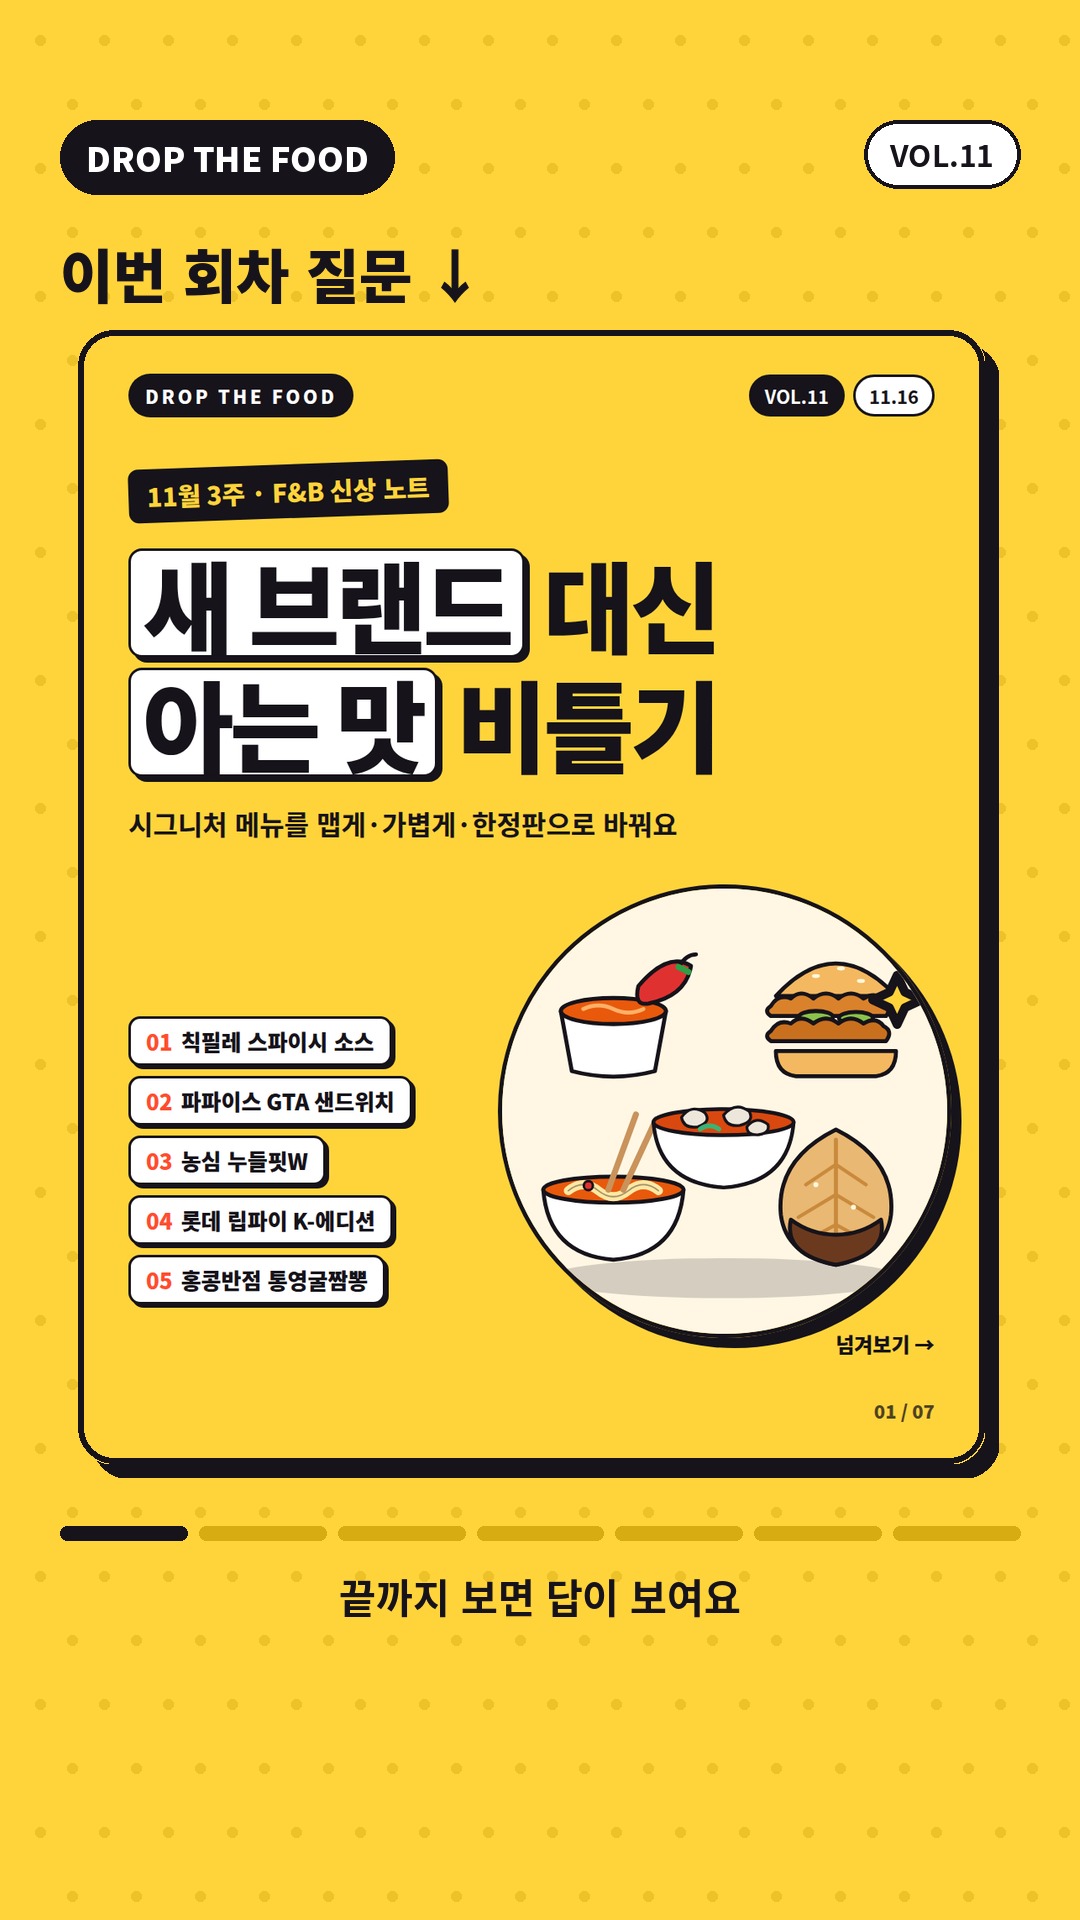 DROP THE FOOD
VOL.11
이번 회차 질문 ↓
DROP THE FOOD
VOL.11
11.16
11월 3주 · F&B 신상 노트
새 브랜드 대신
아는 맛 비틀기
시그니처 메뉴를 맵게·가볍게·한정판으로 바꿔요
01 칙필레 스파이시 소스
02 파파이스 GTA 샌드위치
03 농심 누들핏W
04 롯데 립파이 K-에디션
05 홍콩반점 통영굴짬뽕
넘겨보기 →
01 / 07
끝까지 보면 답이 보여요